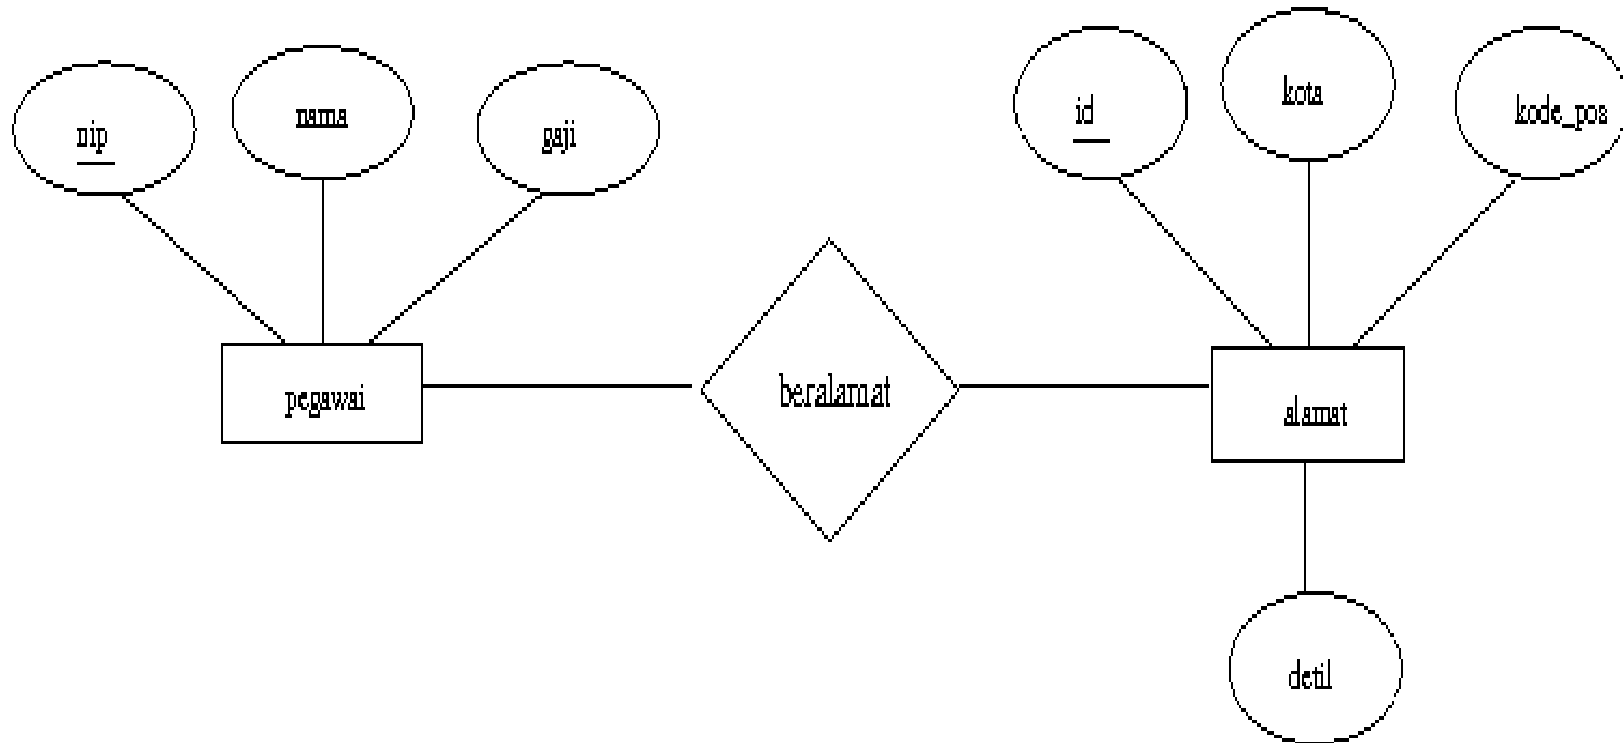 nip
nama
gaji
id
kota
kode_pos
pegawai
beralamat
alamat
detil